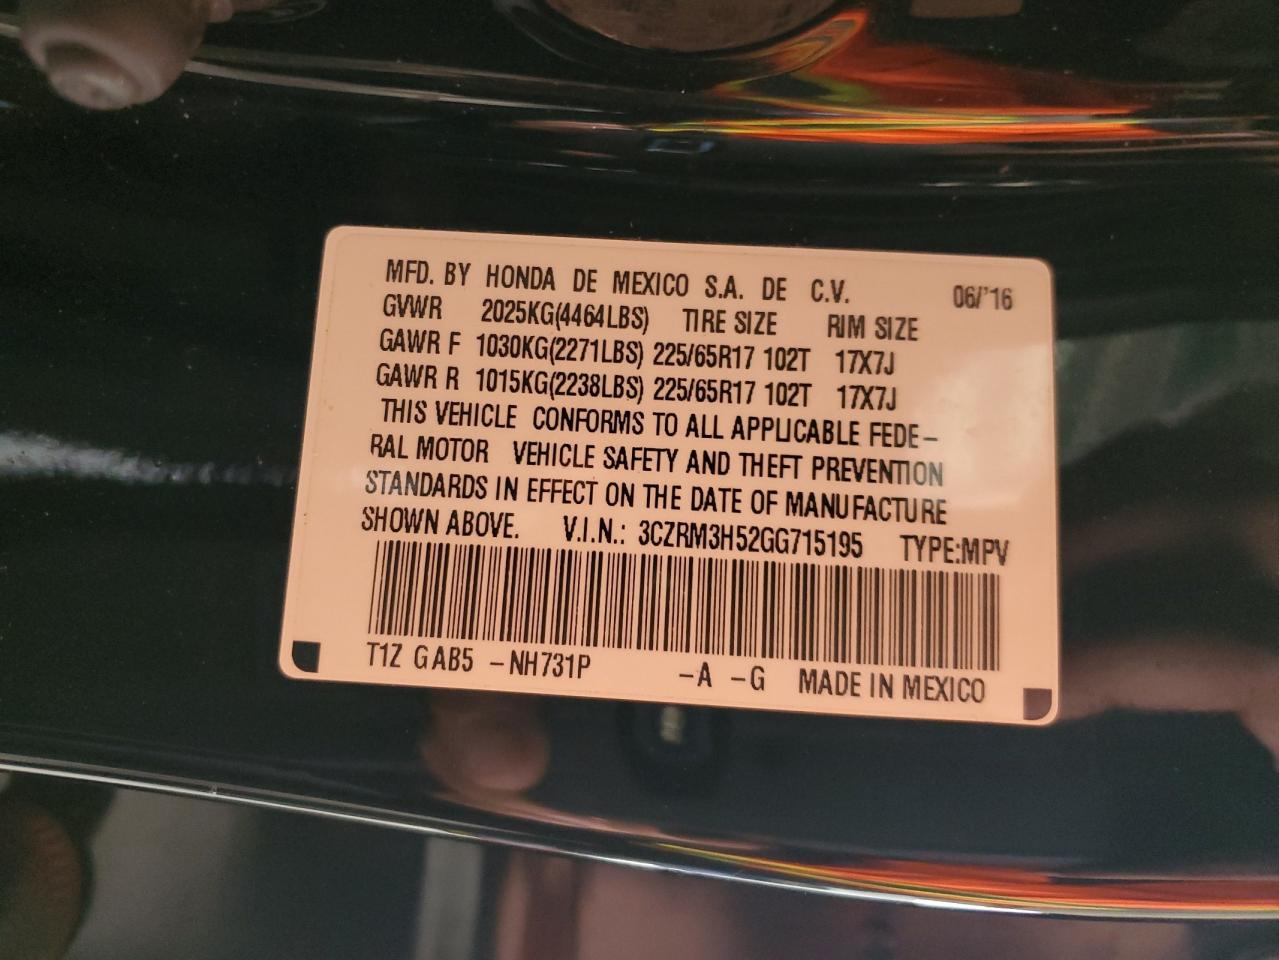 MFD. BY HONDA DE MEXICO S.A. DE C.V. 06/'16
GVWR 2025KG(4464LBS) TIRE SIZE RIM SIZE
GAWR F 1030KG(2271LBS) 225/65R17 102T 17X7J
GAWR R 1015KG(2238LBS) 225/65R17 102T 17X7J
THIS VEHICLE CONFORMS TO ALL APPLICABLE FEDE-
RAL MOTOR VEHICLE SAFETY AND THEFT PREVENTION
STANDARDS IN EFFECT ON THE DATE OF MANUFACTURE
SHOWN ABOVE. V.I.N.: 3CZRM3H52GG715195 TYPE:MPV
T1Z GAB5 -NH731P -A -G MADE IN MEXICO